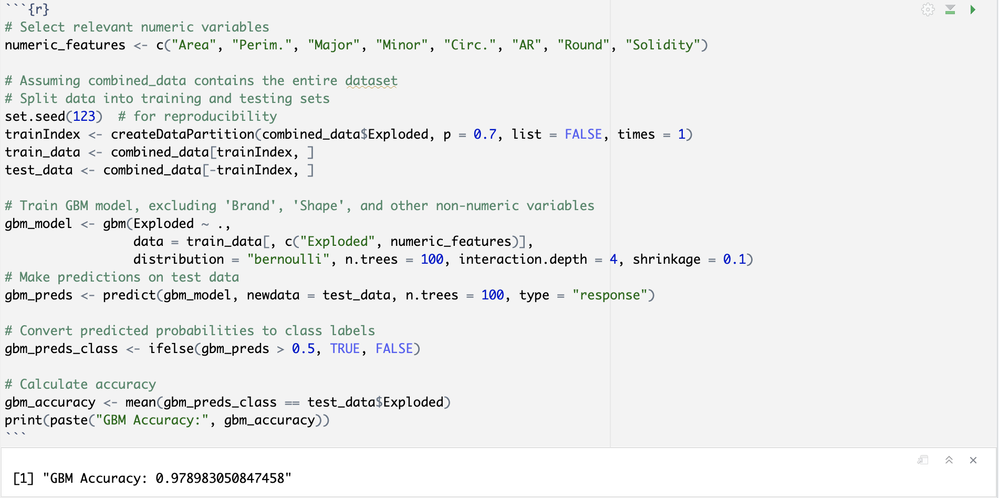 ```{r}
# Select relevant numeric variables
numeric_features <- c("Area", "Perim.", "Major", "Minor", "Circ.", "AR", "Round", "Solidity")
# Assuming combined_data contains the entire dataset
# Split data into training and testing sets
set.seed(123)  # for reproducibility
trainIndex <- createDataPartition(combined_data$Exploded, p = 0.7, list = FALSE, times = 1)
train_data <- combined_data[trainIndex, ]
test_data <- combined_data[-trainIndex, ]
# Train GBM model, excluding 'Brand', 'Shape', and other non-numeric variables
gbm_model <- gbm(Exploded ~ .,
                 data = train_data[, c("Exploded", numeric_features)],
                 distribution = "bernoulli", n.trees = 100, interaction.depth = 4, shrinkage = 0.1)
# Make predictions on test data
gbm_preds <- predict(gbm_model, newdata = test_data, n.trees = 100, type = "response")
# Convert predicted probabilities to class labels
gbm_preds_class <- ifelse(gbm_preds > 0.5, TRUE, FALSE)
# Calculate accuracy
gbm_accuracy <- mean(gbm_preds_class == test_data$Exploded)
print(paste("GBM Accuracy:", gbm_accuracy))
```
[1] "GBM Accuracy: 0.978983050847458"